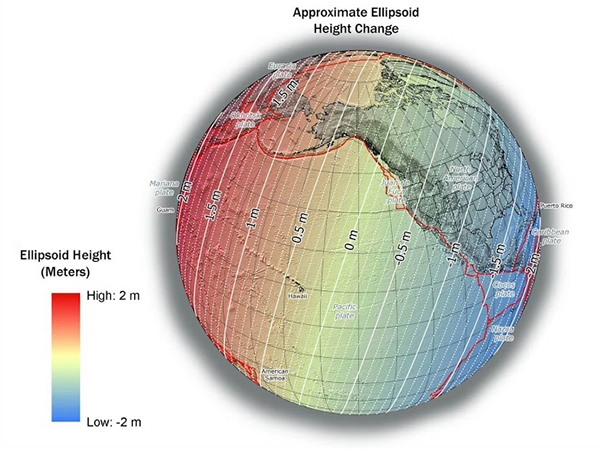 Approximate Ellipsoid
Height Change
Eurasia
plate
1.5 m
Okhotsk
plate
Mariana
plate
Guam
2 m
1.5 m
1 m
0.5 m
0 m
-0.5 m
-1 m
-1.5 m
-2 m
North
American
plate
Juan
plate
Puerto Rico
Caribbean
plate
Cocos
plate
Nazca
plate
Hawaii
Pacific
plate
American
Samoa
Ellipsoid Height
(Meters)
High: 2 m
Low: -2 m